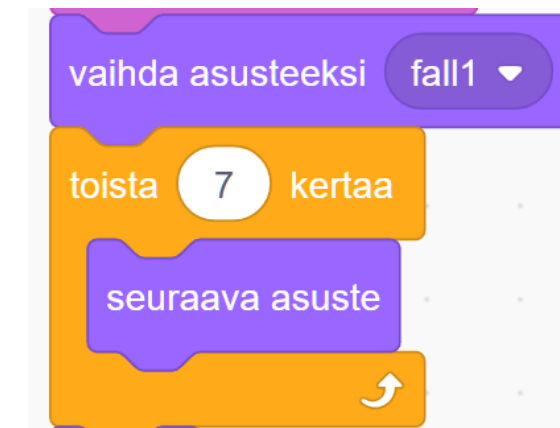 vaihda asusteeksi fall1
toista 7 kertaa
seuraava asuste